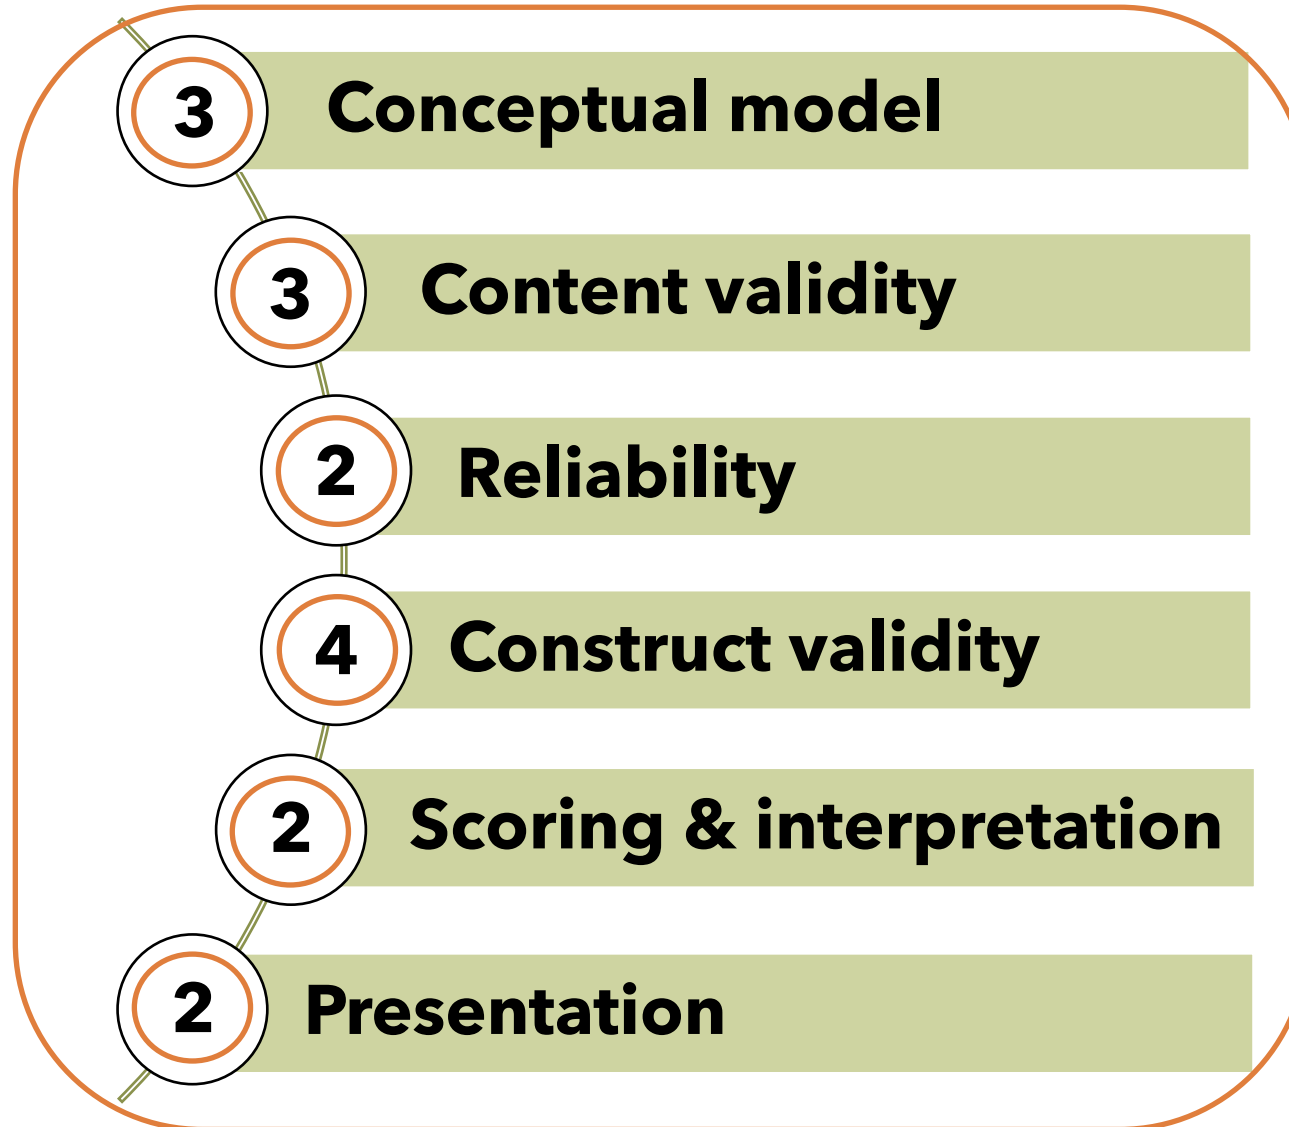 3 Conceptual model
3 Content validity
2 Reliability
4 Construct validity
2 Scoring & interpretation
2 Presentation